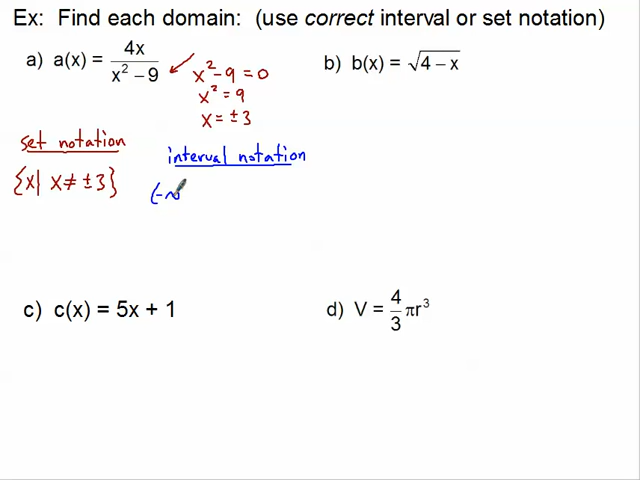 Ex: Find each domain: (use correct interval or set notation)
a) a(x) = 4x / x² – 9
x² – 9 = 0
x² = 9
x = ± 3
b) b(x) = √4 – x
set notation
{x| x ≠ ± 3}
interval notation
(-
c) c(x) = 5x + 1
d) V = 4/3 πr³